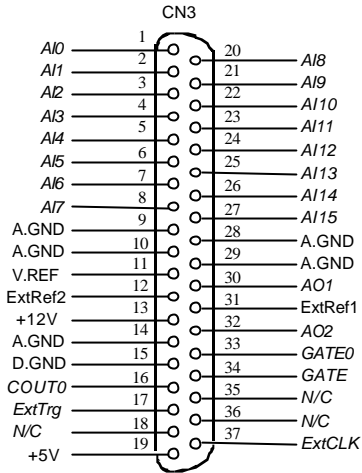 CN3
AI0 1
20 AI8
AI1 2
21 AI9
AI2 3
22 AI10
AI3 4
23 AI11
AI4 5
24 AI12
AI5 6
25 AI13
AI6 7
26 AI14
AI7 8
27 AI15
A.GND 9
28 A.GND
A.GND 10
29 A.GND
V.REF 11
30 AO1
ExtRef2 12
31 ExtRef1
+12V 13
32 AO2
A.GND 14
33 GATE0
D.GND 15
34 GATE
COUT0 16
35 N/C
ExtTrg 17
36 N/C
N/C 18
37 ExtCLK
+5V 19